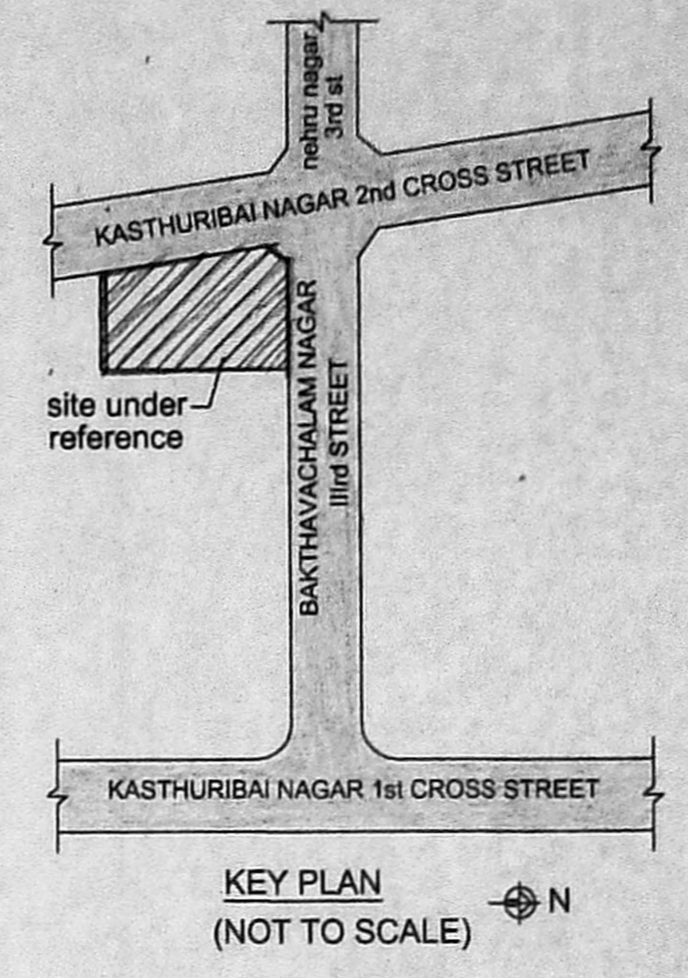 nehru nagar
3rd st
KASTHURIBAI NAGAR 2nd CROSS STREET
BAKTHAVACHALAM NAGAR
IIIrd STREET
site under
reference
KASTHURIBAI NAGAR 1st CROSS STREET
KEY PLAN
(NOT TO SCALE)
N